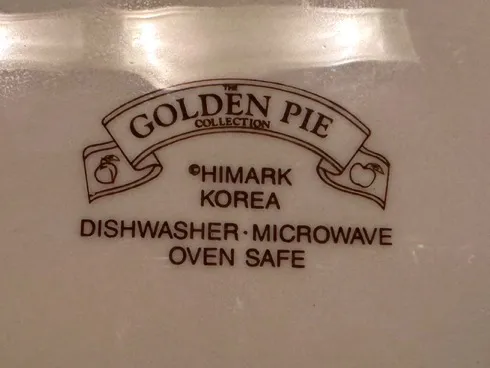 THE
GOLDEN PIE
COLLECTION
©HIMARK
KOREA
DISHWASHER·MICROWAVE
OVEN SAFE